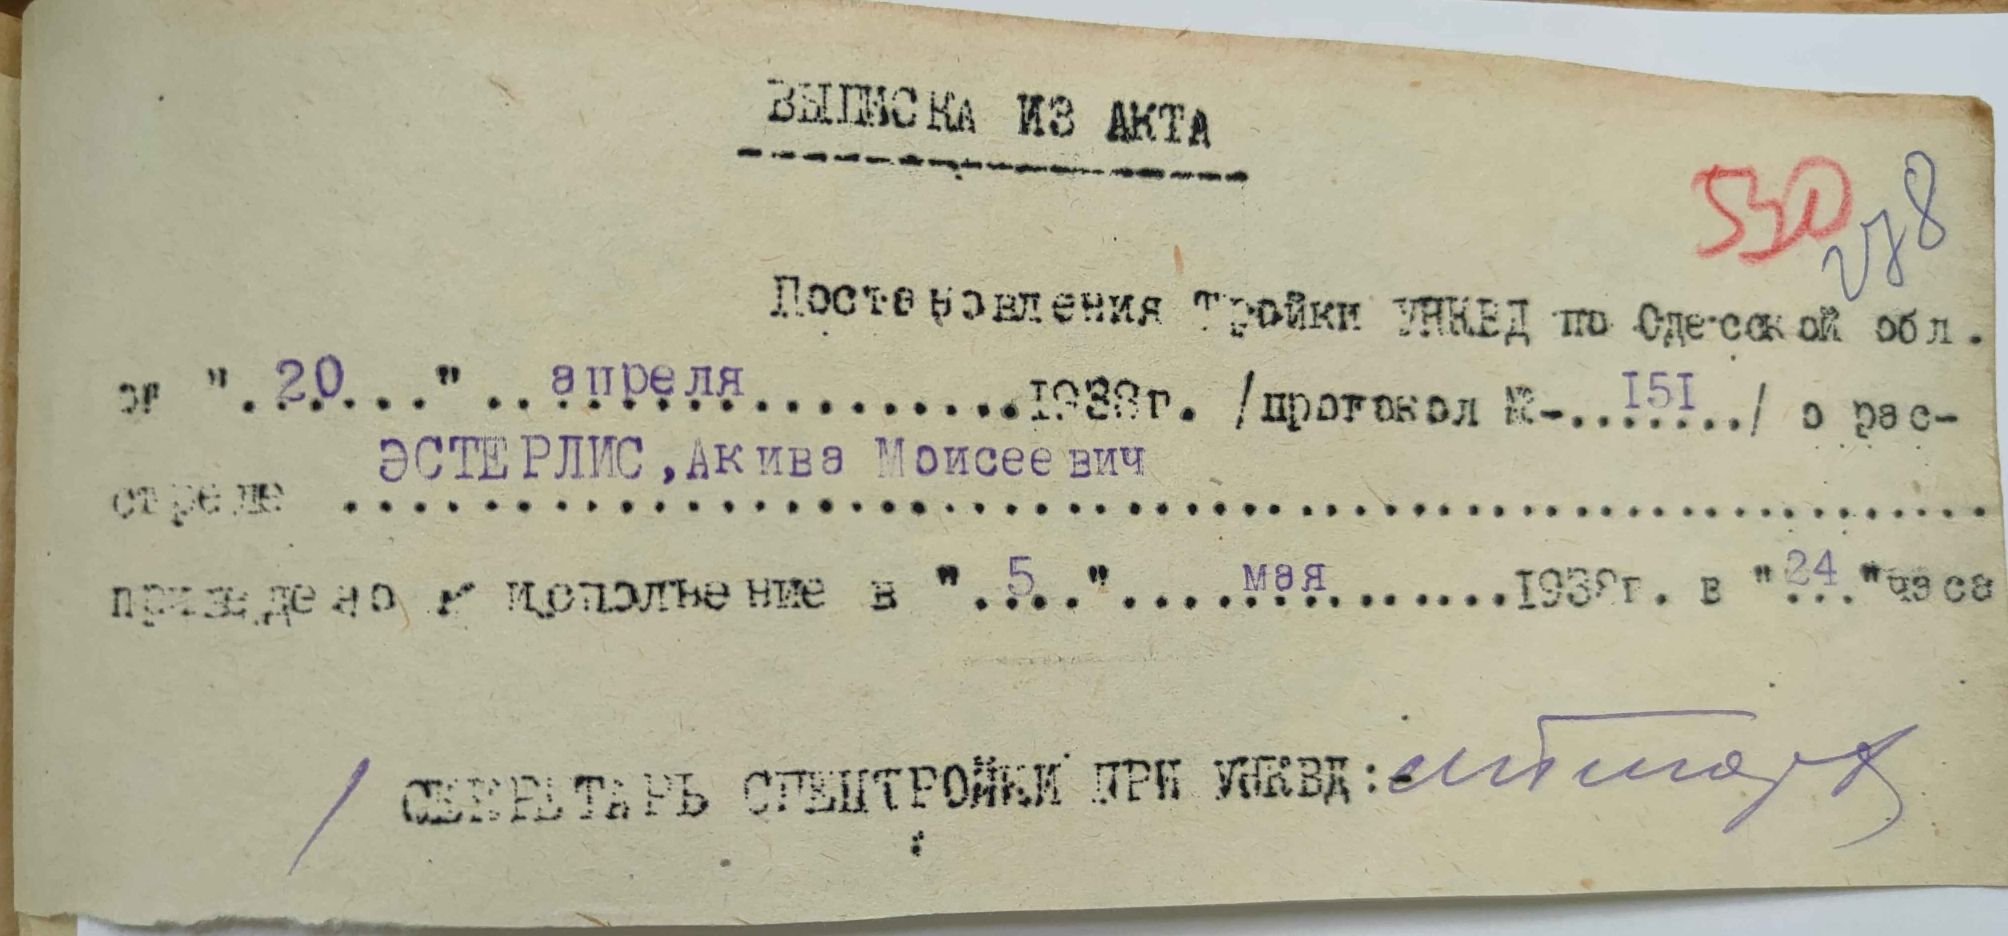 ВЫПИСКА ИЗ АКТА
530
278
Постановления Тройки УНКВД по Одесской обл.
от "..20...." ..апреля..................1938г. /протокол №-..151..../ о рас-
стреле ЭСТЕРЛИС,Акива Моисеевич
приведено в исполнение в "..5.." .....мая.........1938г. в "24"часа
/ СЕКРЕТАРЬ СПЕЦТРОЙКИ ПРИ УНКВД: